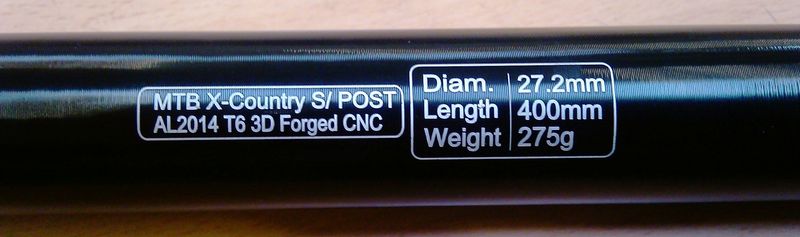 MTB X-Country S/ POST
AL2014 T6 3D Forged CNC
Diam. 27.2mm
Length 400mm
Weight 275g